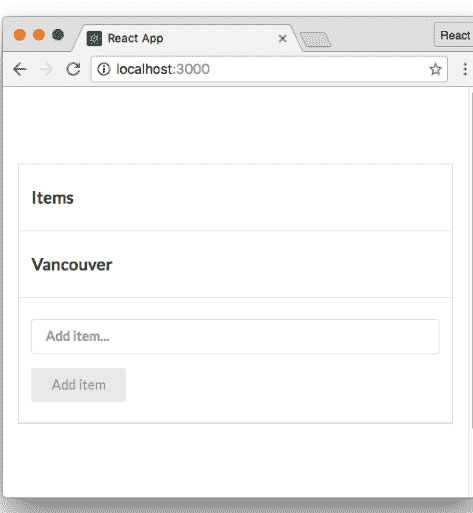 React App
React
localhost:3000
Items
Vancouver
Add item...
Add item